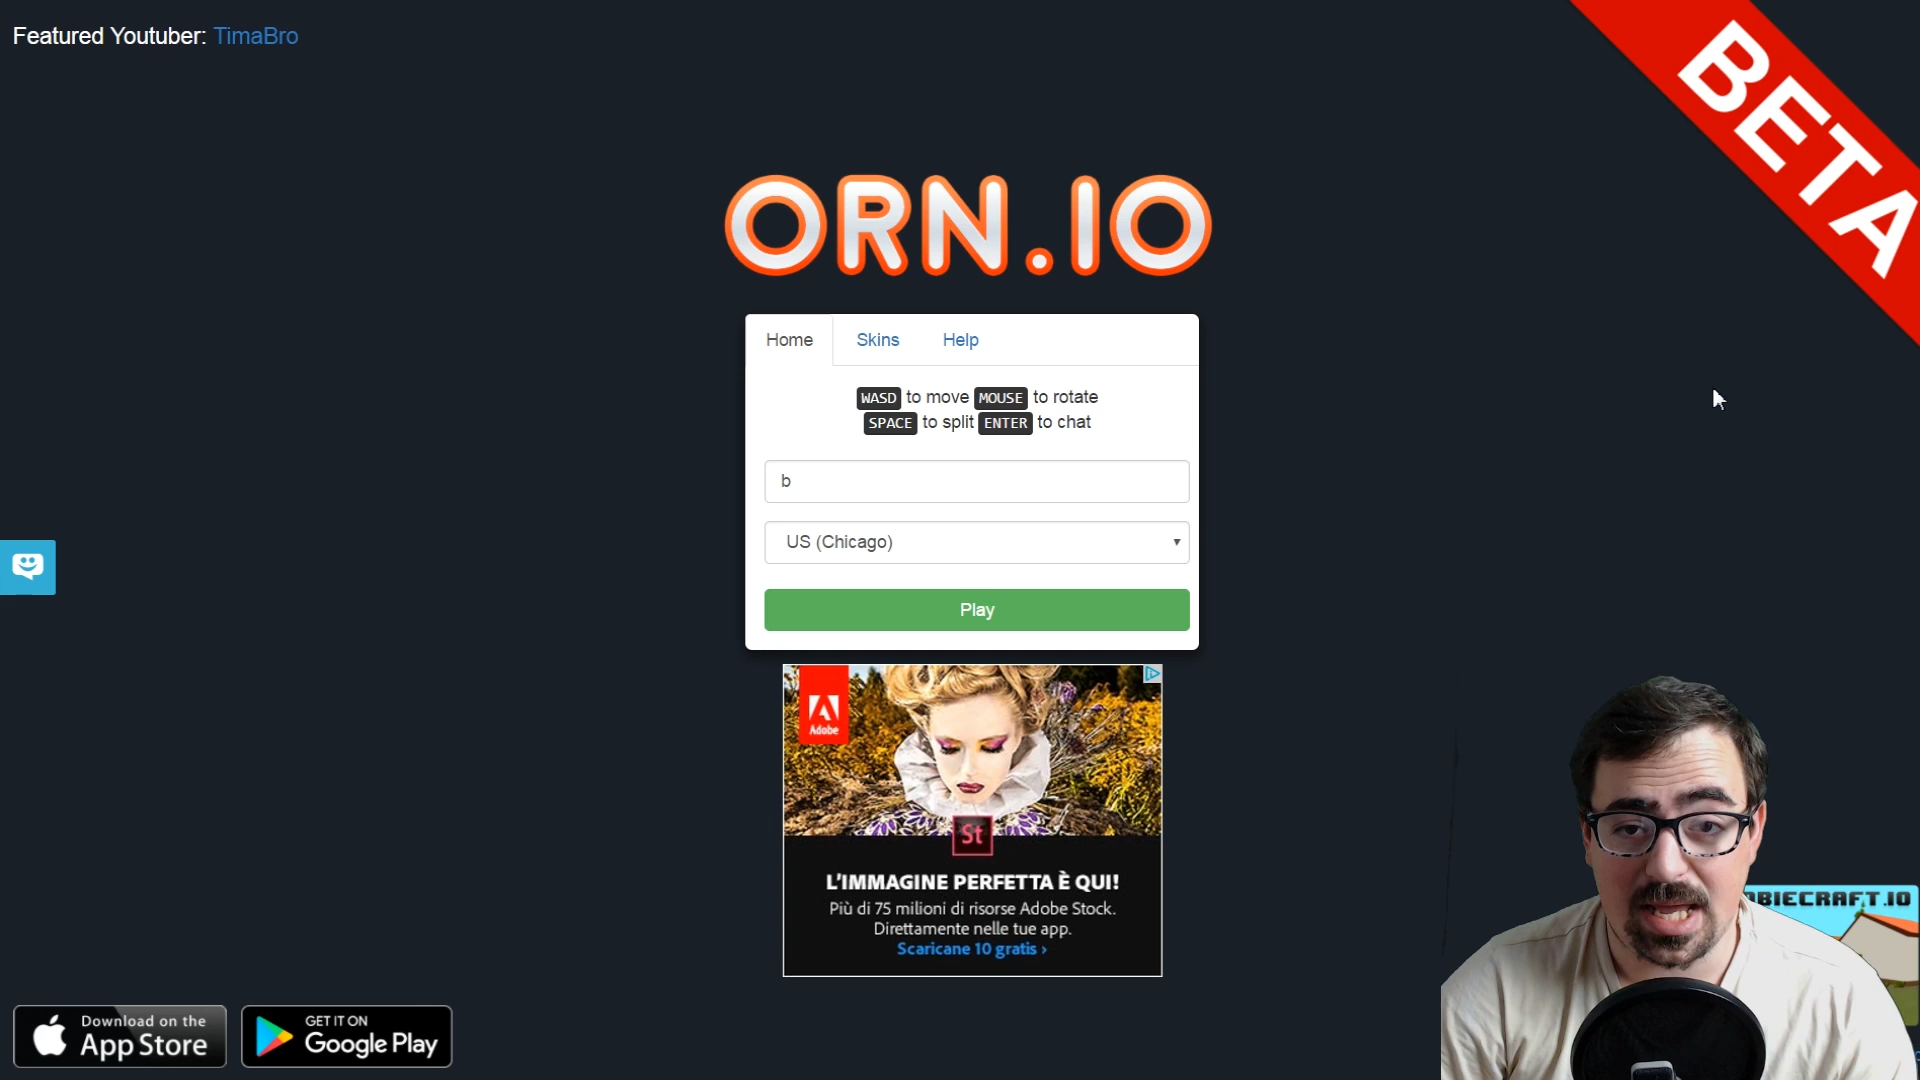 Featured Youtuber: TimaBro
BETA
ORN.IO
Home
Skins
Help
WASD to move MOUSE to rotate
SPACE to split ENTER to chat
b
US (Chicago)
Play
Adobe
St
L'IMMAGINE PERFETTA È QUI!
Più di 75 milioni di risorse Adobe Stock.
Direttamente nelle tue app.
Scaricane 10 gratis ›
BIECRAFT.IO
Download on the
App Store
GET IT ON
Google Play